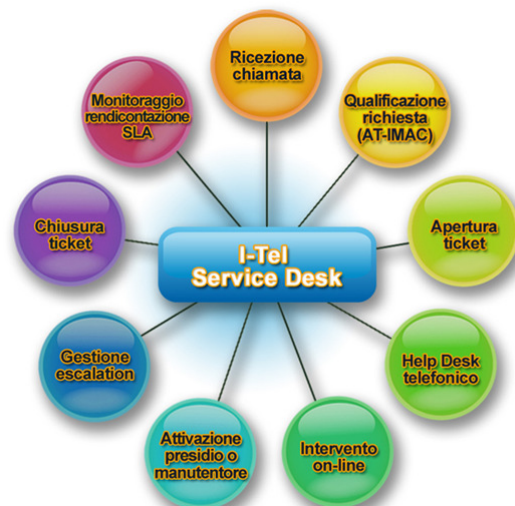 Ricezione
chiamata
Qualificazione
richiesta
(AT-IMAC)
Apertura
ticket
Help Desk
telefonico
Intervento
on-line
Attivazione
presidio o
manutentore
Gestione
escalation
Chiusura
ticket
Monitoraggio
rendicontazione
SLA
I-Tel
Service Desk